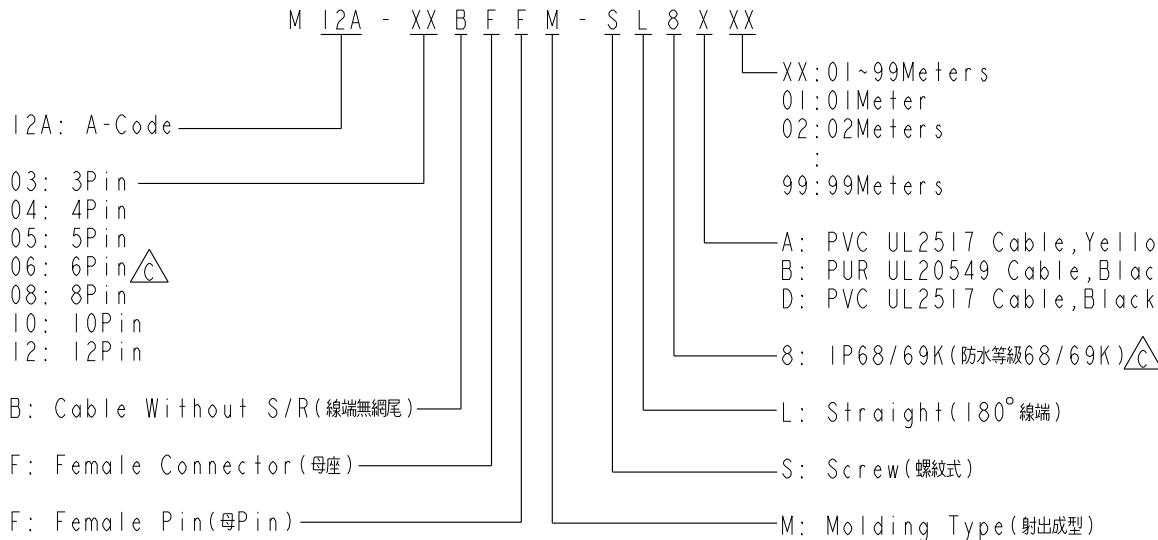 M 12A - XX B F F M - S L 8 X XX
12A: A-Code
03: 3Pin
04: 4Pin
05: 5Pin
06: 6Pin C
08: 8Pin
10: 10Pin
12: 12Pin
B: Cable Without S/R(線端無網尾)
F: Female Connector(母座)
F: Female Pin(母Pin)
XX:01~99Meters
01:01Meter
02:02Meters
:
99:99Meters
A: PVC UL2517 Cable,Yello
B: PUR UL20549 Cable,Blac
D: PVC UL2517 Cable,Black
8: IP68/69K(防水等級68/69K) C
L: Straight(180°線端)
S: Screw(螺紋式)
M: Molding Type(射出成型)